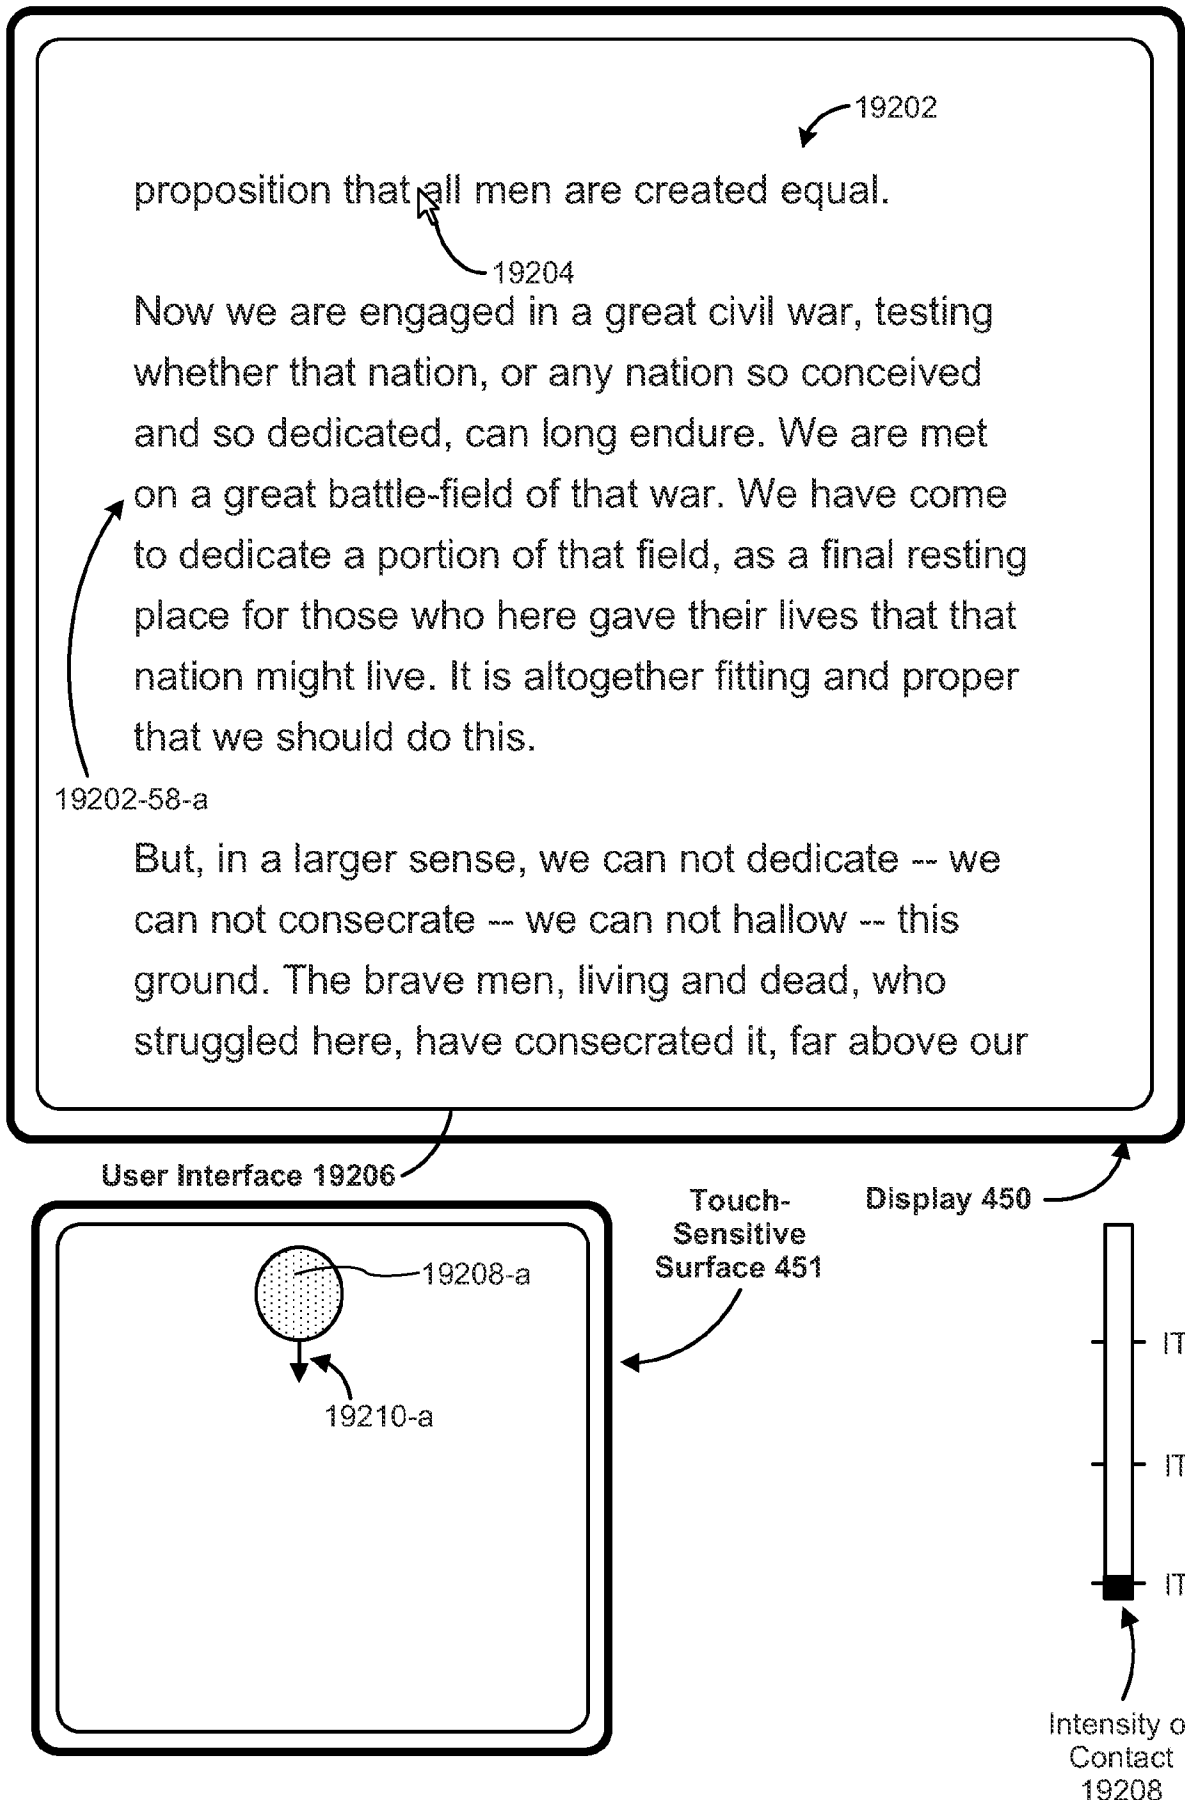 19202
proposition that all men are created equal.
19204
Now we are engaged in a great civil war, testing
whether that nation, or any nation so conceived
and so dedicated, can long endure. We are met
on a great battle-field of that war. We have come
to dedicate a portion of that field, as a final resting
place for those who here gave their lives that that
nation might live. It is altogether fitting and proper
that we should do this.
19202-58-a
But, in a larger sense, we can not dedicate -- we
can not consecrate -- we can not hallow -- this
ground. The brave men, living and dead, who
struggled here, have consecrated it, far above our
User Interface 19206
Touch-
Sensitive
Surface 451
Display 450
19208-a
19210-a
IT
IT
IT
Intensity o
Contact
19208